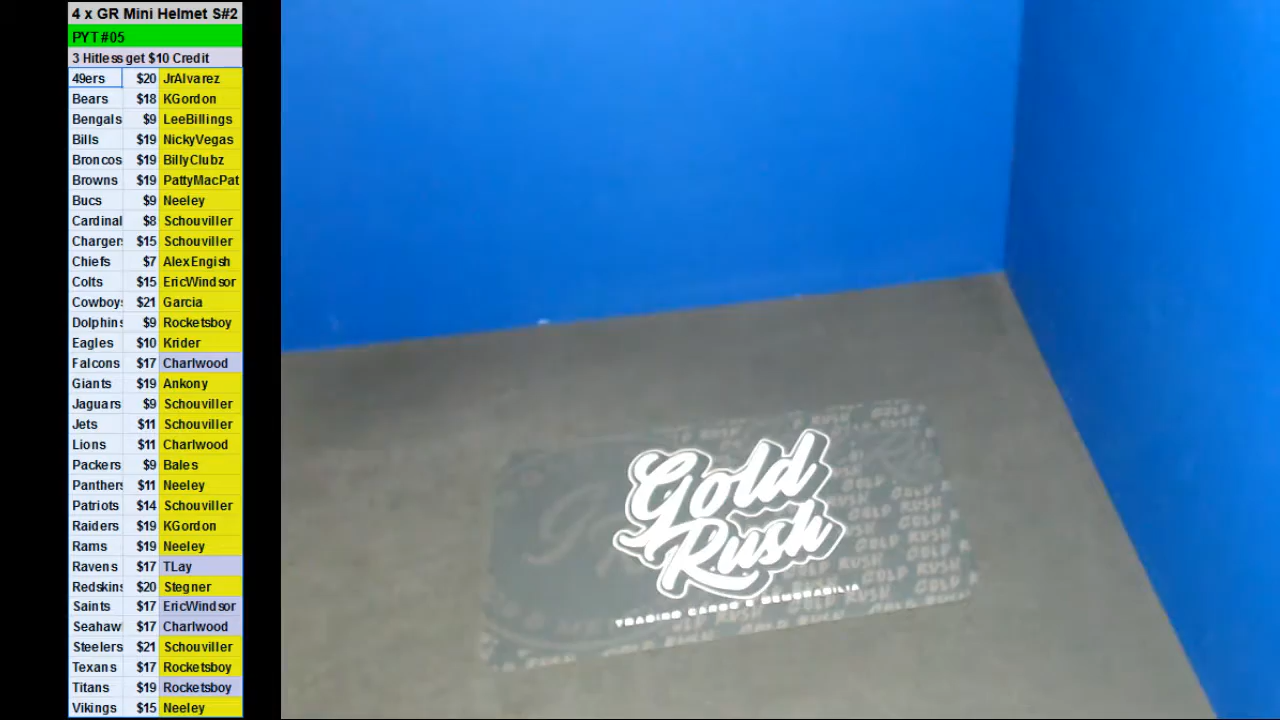 4 x GR Mini Helmet S#2
PYT #05
3 Hitless get $10 Credit
49ers $20 JrAlvarez
Bears $18 KGordon
Bengals $9 LeeBillings
Bills $19 NickyVegas
Broncos $19 BillyClubz
Browns $19 PattyMacPat
Bucs $9 Neeley
Cardinal $8 Schouviller
Charger $15 Schouviller
Chiefs $7 AlexEngish
Colts $15 EricWindsor
Cowboys $21 Garcia
Dolphins $9 Rocketsboy
Eagles $10 Krider
Falcons $17 Charlwood
Giants $19 Ankony
Jaguars $9 Schouviller
Jets $11 Schouviller
Lions $11 Charlwood
Packers $9 Bales
Panthers $11 Neeley
Patriots $14 Schouviller
Raiders $19 KGordon
Rams $19 Neeley
Ravens $17 TLay
Redskins $20 Stegner
Saints $17 EricWindsor
Seahaw $17 Charlwood
Steelers $21 Schouviller
Texans $17 Rocketsboy
Titans $19 Rocketsboy
Vikings $15 Neeley
Gold
Rush
TRADING CARDS & MEMORABILIA